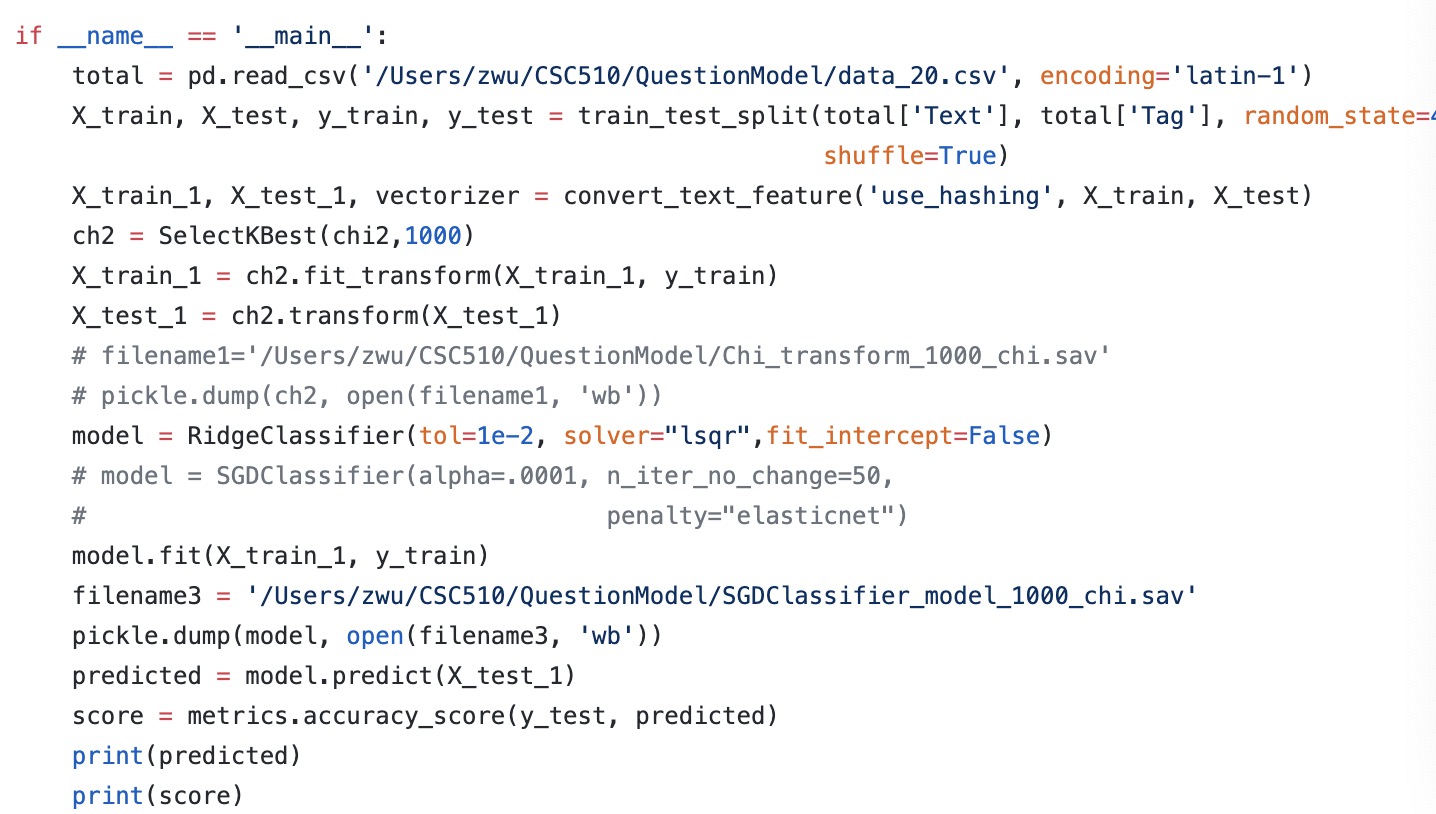 if __name__ == '__main__':
    total = pd.read_csv('/Users/zwu/CSC510/QuestionModel/data_20.csv', encoding='latin-1')
    X_train, X_test, y_train, y_test = train_test_split(total['Text'], total['Tag'], random_state=
                                                    shuffle=True)
    X_train_1, X_test_1, vectorizer = convert_text_feature('use_hashing', X_train, X_test)
    ch2 = SelectKBest(chi2,1000)
    X_train_1 = ch2.fit_transform(X_train_1, y_train)
    X_test_1 = ch2.transform(X_test_1)
    # filename1='/Users/zwu/CSC510/QuestionModel/Chi_transform_1000_chi.sav'
    # pickle.dump(ch2, open(filename1, 'wb'))
    model = RidgeClassifier(tol=1e-2, solver="lsqr",fit_intercept=False)
    # model = SGDClassifier(alpha=.0001, n_iter_no_change=50,
    #                                    penalty="elasticnet")
    model.fit(X_train_1, y_train)
    filename3 = '/Users/zwu/CSC510/QuestionModel/SGDClassifier_model_1000_chi.sav'
    pickle.dump(model, open(filename3, 'wb'))
    predicted = model.predict(X_test_1)
    score = metrics.accuracy_score(y_test, predicted)
    print(predicted)
    print(score)